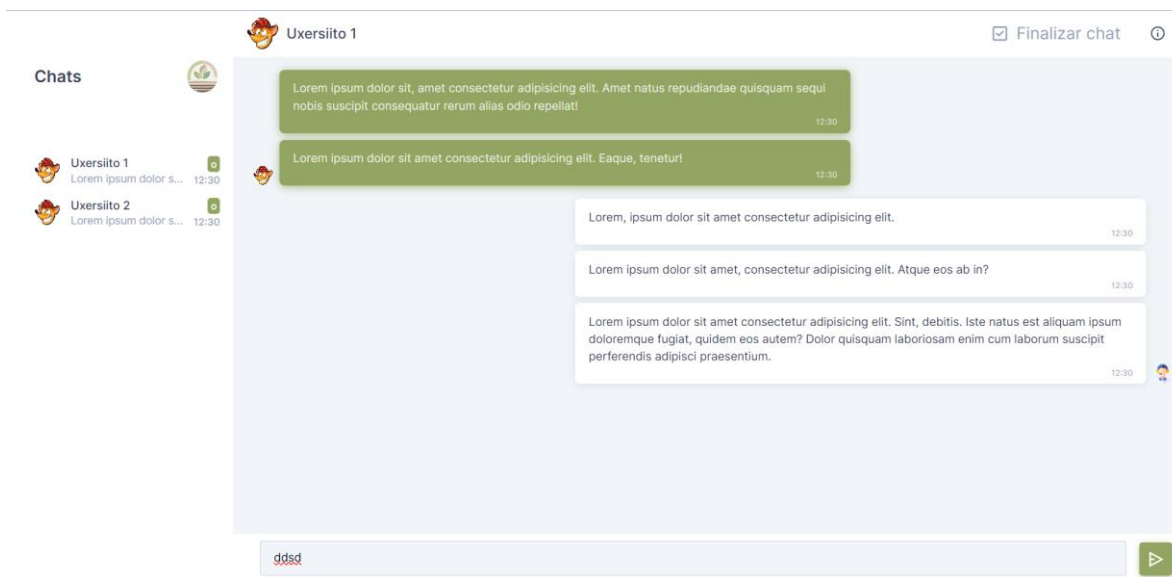 Uxersiito 1
Finalizar chat
Chats
Uxersiito 1
Lorem ipsum dolor s... 12:30
Uxersiito 2
Lorem ipsum dolor s... 12:30
Lorem ipsum dolor sit, amet consectetur adipisicing elit. Amet natus repudiandae quisquam sequi
nobis suscipit consequatur rerum alias odio repellat!
12:30
Lorem ipsum dolor sit amet consectetur adipisicing elit. Eaque, tenetur!
12:30
Lorem, ipsum dolor sit amet consectetur adipisicing elit.
12:30
Lorem ipsum dolor sit amet, consectetur adipisicing elit. Atque eos ab in?
12:30
Lorem ipsum dolor sit amet consectetur adipisicing elit. Sint, debitis. Iste natus est aliquam ipsum
doloremque fugiat, quidem eos autem? Dolor quisquam laboriosam enim cum laborum suscipit
perferendis adipisci praesentium.
12:30
ddsd